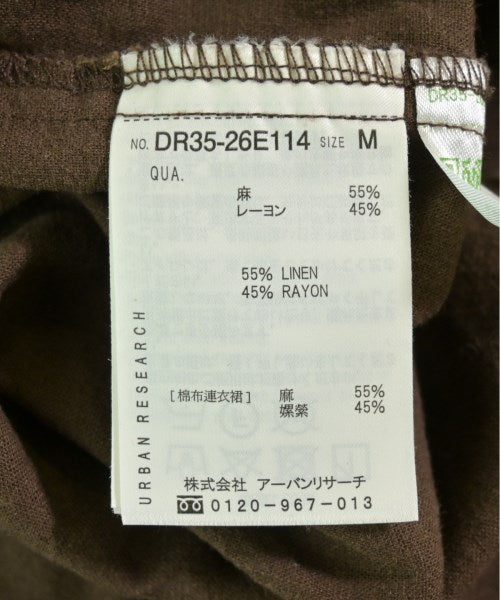 NO. DR35-26E114 SIZE M
QUA.
麻 55%
レーヨン 45%
55% LINEN
45% RAYON
[棉布連衣裙] 麻 55%
嫘縈 45%
URBAN RESEARCH
株式会社 アーバンリサーチ
0120-967-013